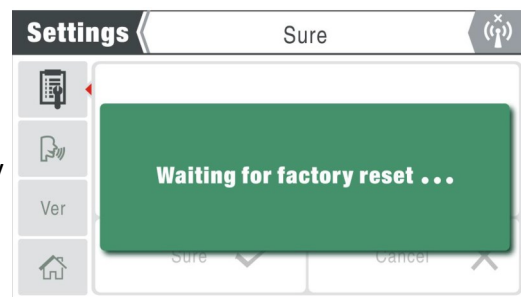 Settings
Sure
Ver
Waiting for factory reset ...
Sure
Cancel